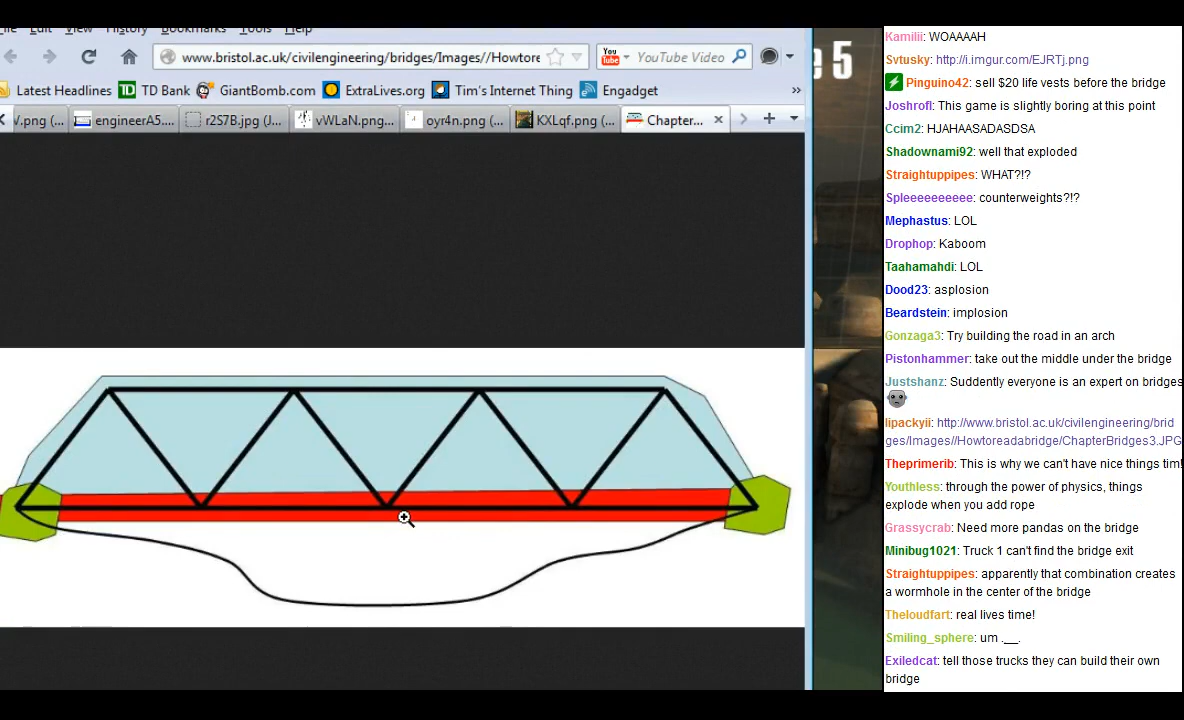 File Edit View History Bookmarks Tools Help
www.bristol.ac.uk/civilengineering/bridges/Images//Howtore
You Tube YouTube Video
Latest Headlines TD TD Bank GiantBomb.com ExtraLives.org Tim's Internet Thing Engadget »
V.png (... engineerA5.... r2S7B.jpg (J... vWLaN.png... oyr4n.png (... KXLqf.png (... Chapter...
e 5
Kamilii: WOAAAAH
Svtusky: http://i.imgur.com/EJRTj.png
Pinguino42: sell $20 life vests before the bridge
Joshrofl: This game is slightly boring at this point
Ccim2: HJAHAASADASDSA
Shadownami92: well that exploded
Straightuppipes: WHAT?!?
Spleeeeeeeeee: counterweights?!?
Mephastus: LOL
Drophop: Kaboom
Taahamahdi: LOL
Dood23: asplosion
Beardstein: implosion
Gonzaga3: Try building the road in an arch
Pistonhammer: take out the middle under the bridge
Justshanz: Suddenly everyone is an expert on bridges
lipackyii: http://www.bristol.ac.uk/civilengineering/brid
ges/Images//Howtoreadabridge/ChapterBridges3.JPG
Theprimerib: This is why we can't have nice things tim!
Youthless: through the power of physics, things
explode when you add rope
Grassycrab: Need more pandas on the bridge
Minibug1021: Truck 1 can't find the bridge exit
Straightuppipes: apparently that combination creates
a wormhole in the center of the bridge
Theloudfart: real lives time!
Smiling_sphere: um .__.
Exiledcat: tell those trucks they can build their own
bridge